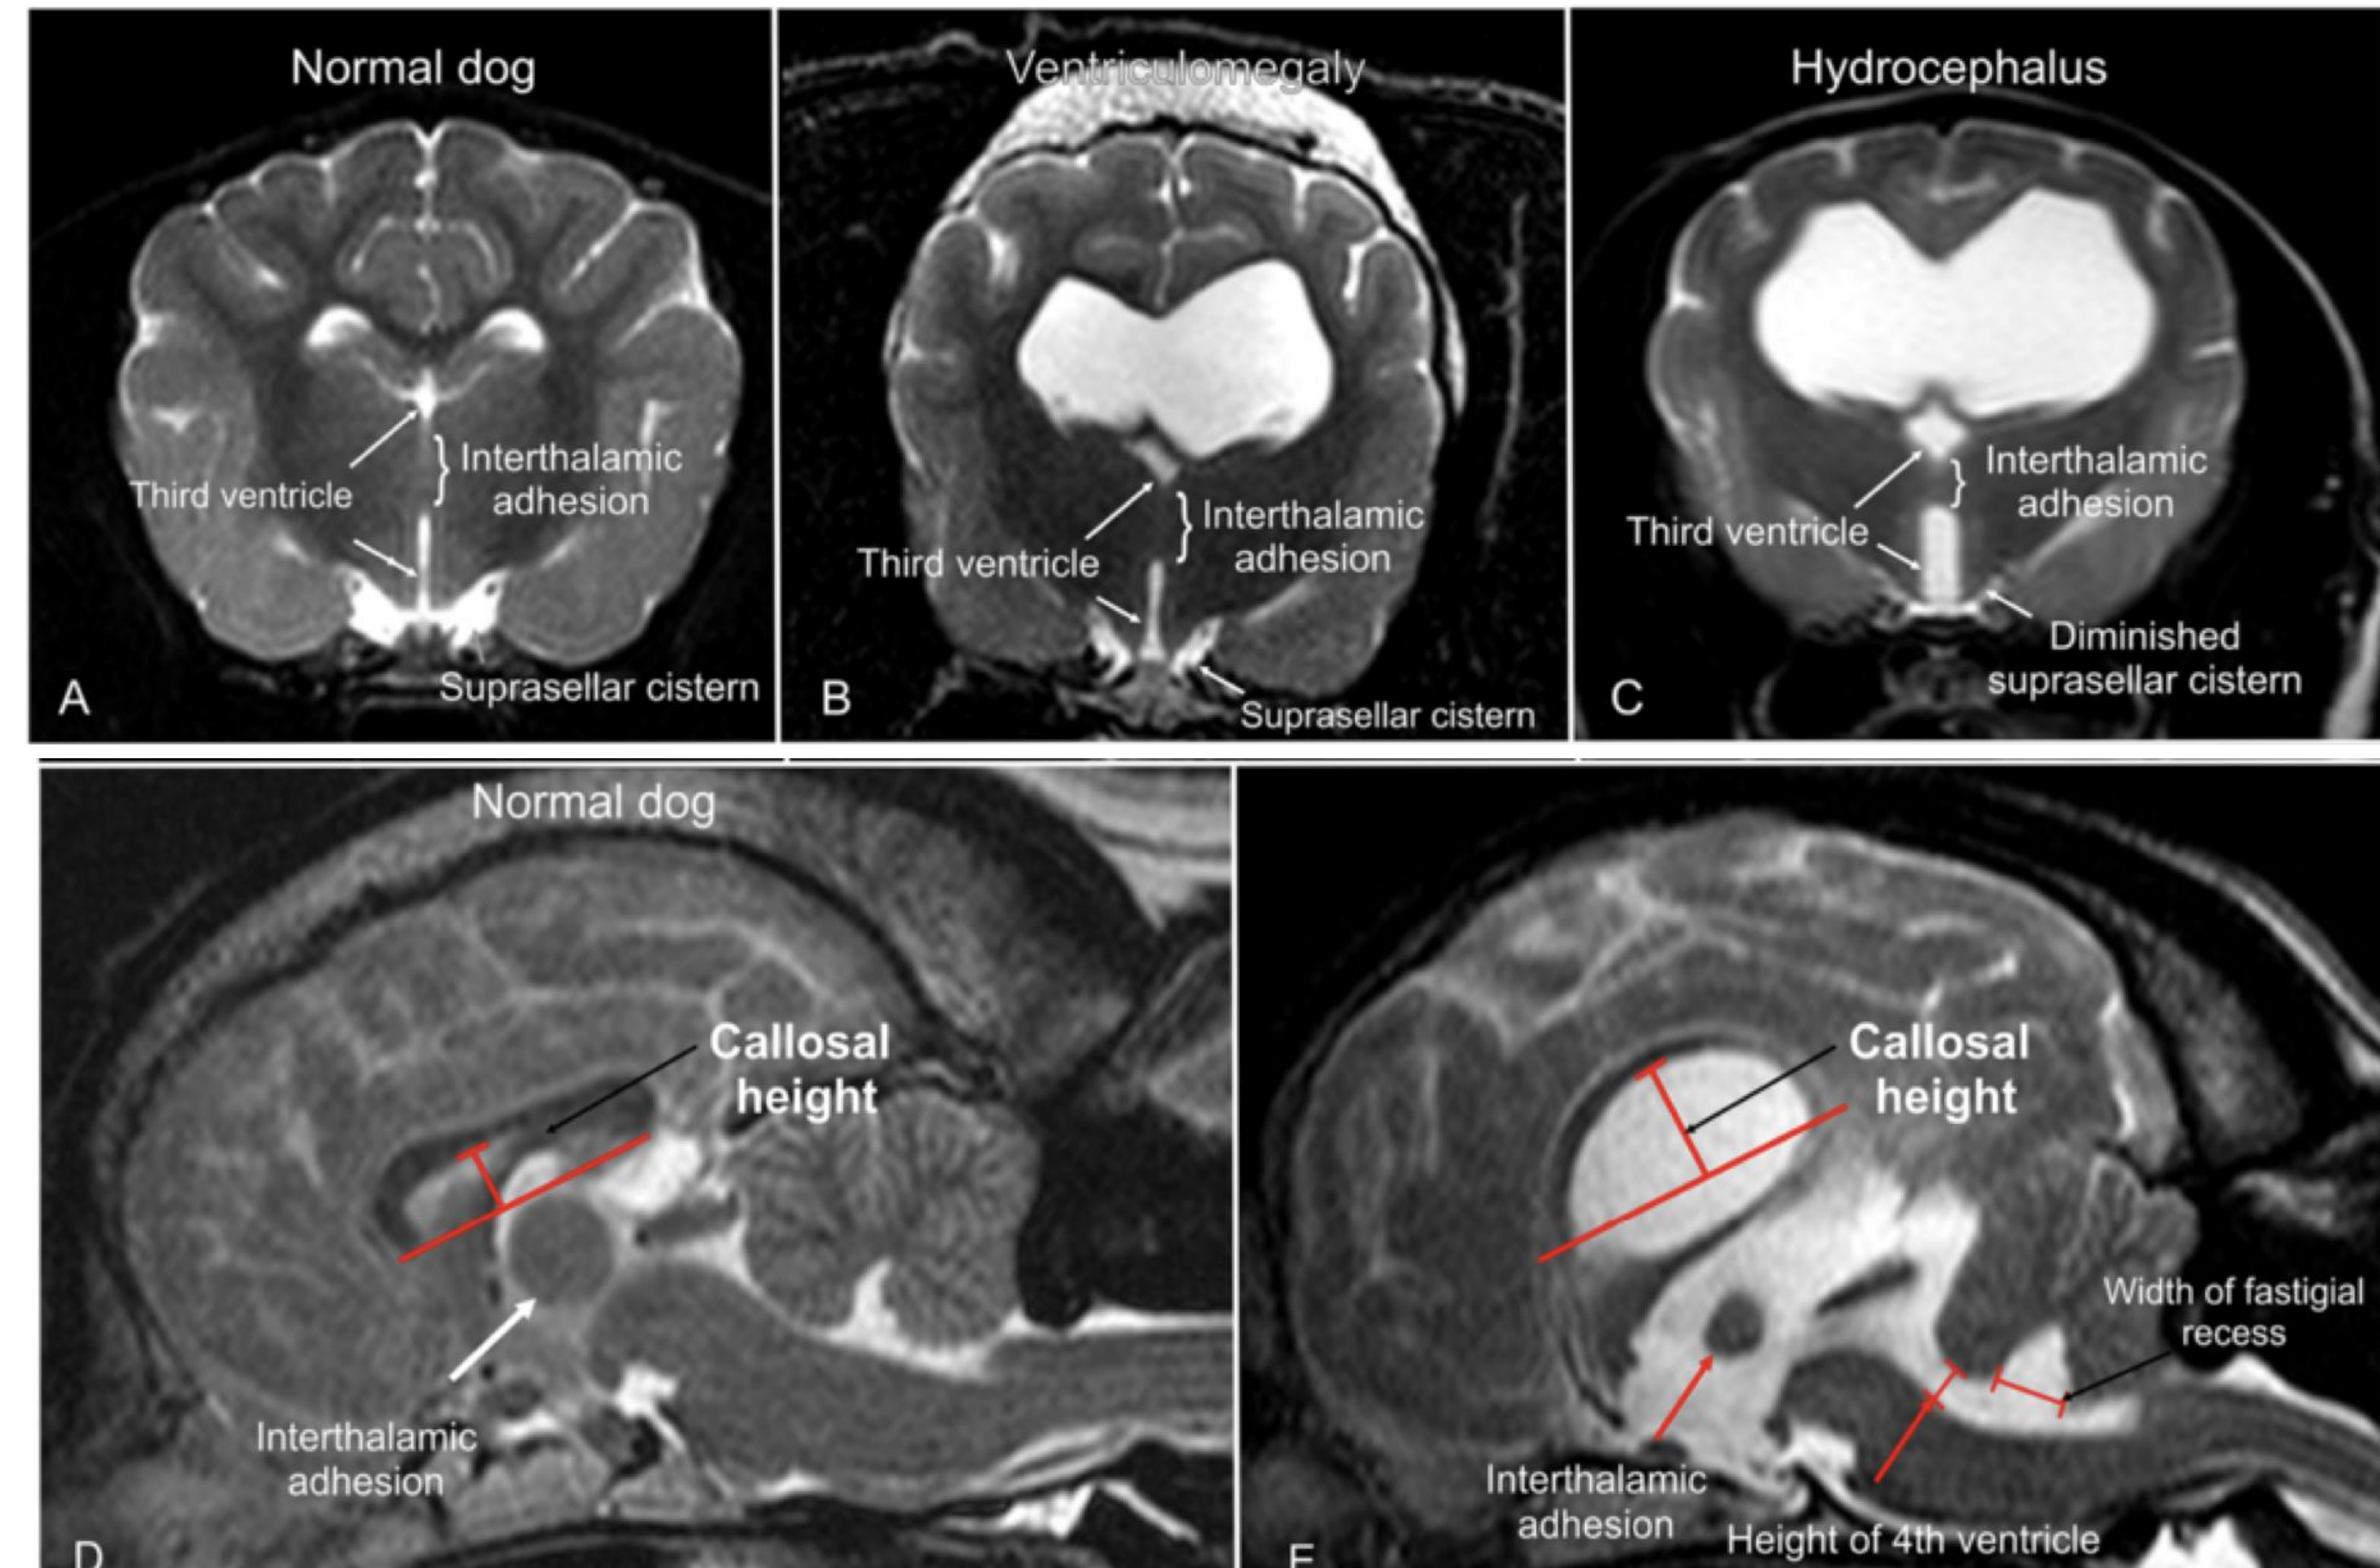 Normal dog
Third ventricle
Interthalamic
adhesion
Suprasellar cistern
A
Ventriculomegaly
Third ventricle
Interthalamic
adhesion
Suprasellar cistern
B
Hydrocephalus
Third ventricle
Interthalamic
adhesion
Diminished
suprasellar cistern
C
Normal dog
Callosal
height
Interthalamic
adhesion
D
Callosal
height
Width of fastigial
recess
Interthalamic
adhesion
Height of 4th ventricle
E